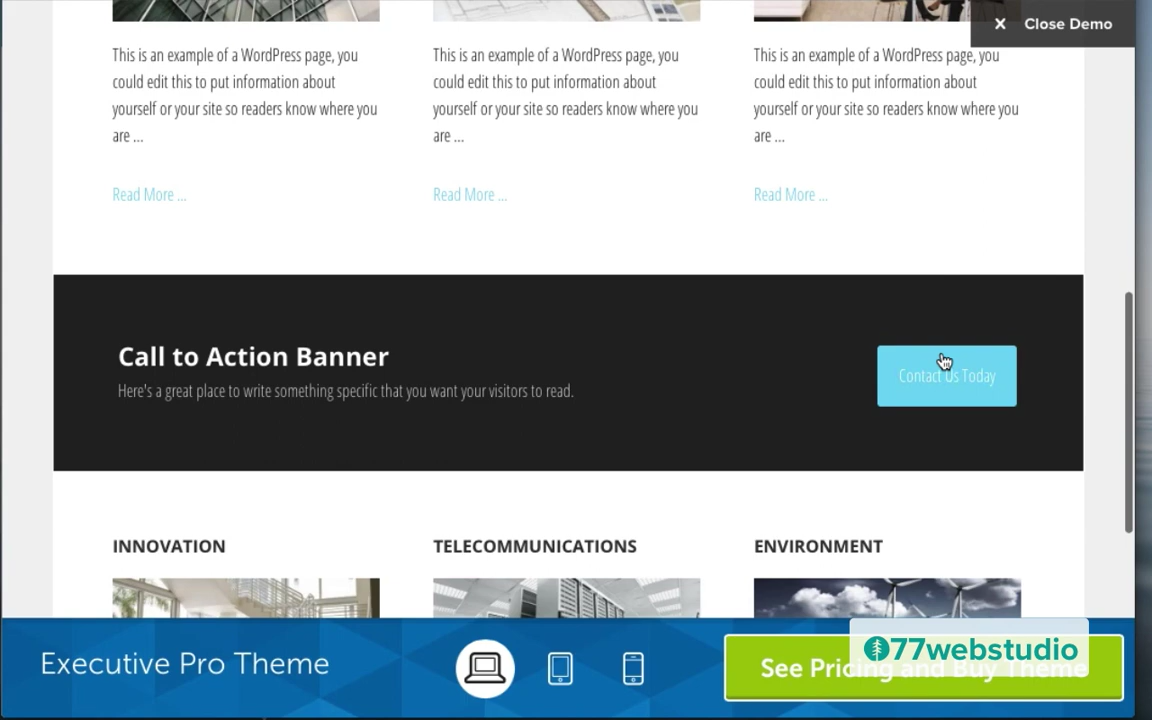 X Close Demo
This is an example of a WordPress page, you
could edit this to put information about
yourself or your site so readers know where you
are ...
Read More ...
This is an example of a WordPress page, you
could edit this to put information about
yourself or your site so readers know where you
are ...
Read More ...
This is an example of a WordPress page, you
could edit this to put information about
yourself or your site so readers know where you
are ...
Read More ...
Call to Action Banner
Here's a great place to write something specific that you want your visitors to read.
Contact Us Today
INNOVATION
TELECOMMUNICATIONS
ENVIRONMENT
Executive Pro Theme
See Pricing and Buy Theme
77webstudio